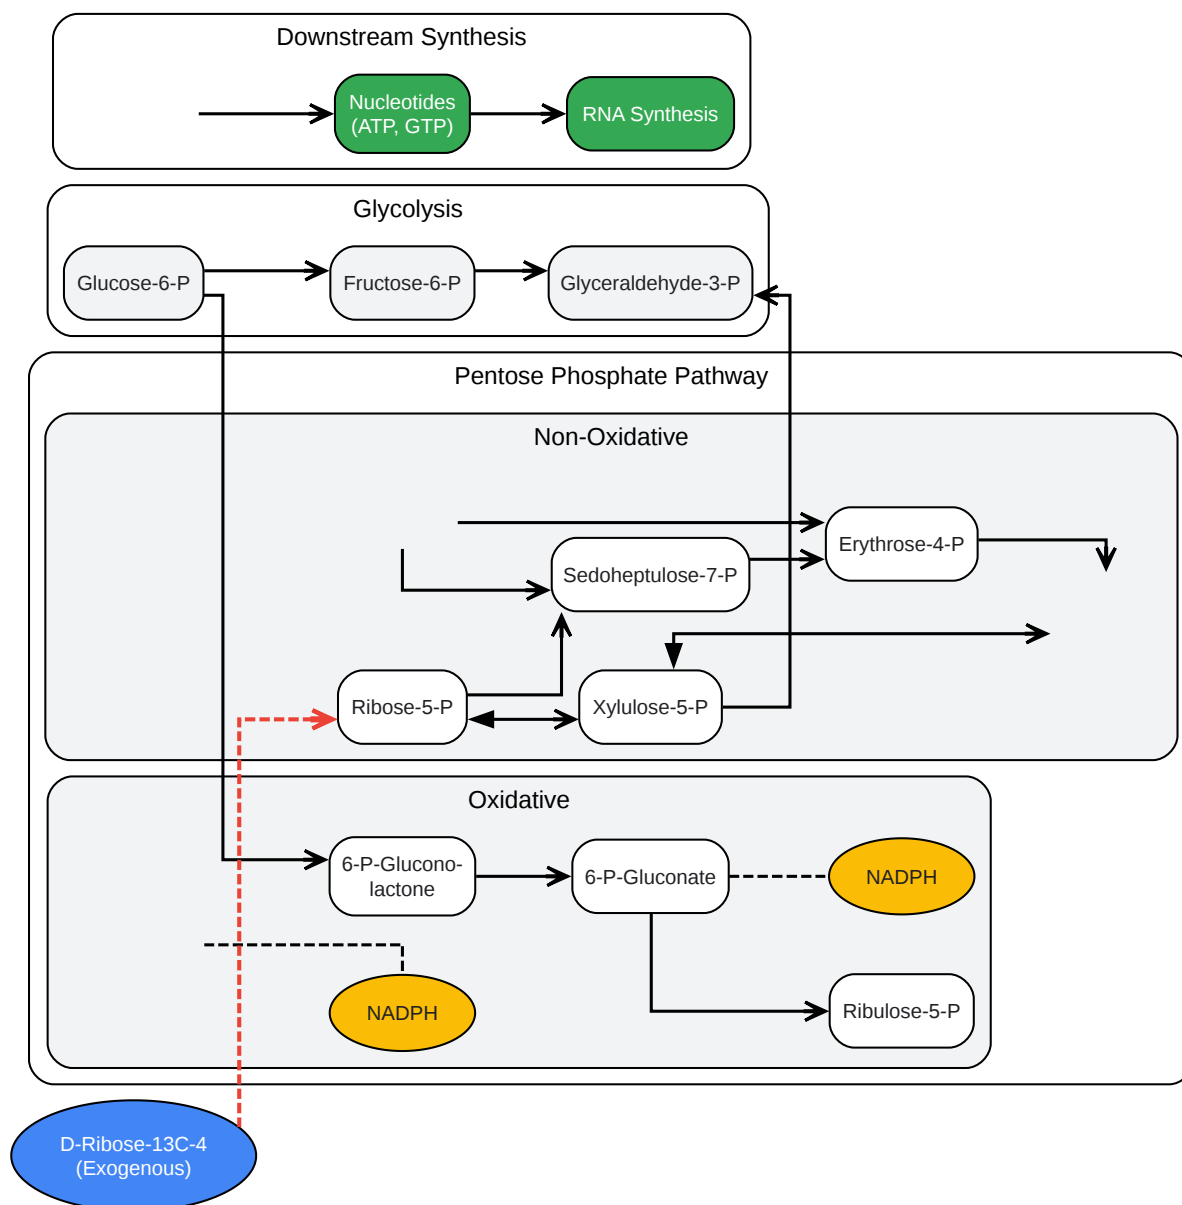 Downstream Synthesis
Nucleotides
(ATP, GTP)
RNA Synthesis
Glycolysis
Glucose-6-P
Fructose-6-P
Glyceraldehyde-3-P
Pentose Phosphate Pathway
Non-Oxidative
Erythrose-4-P
Sedoheptulose-7-P
Ribose-5-P
Xylulose-5-P
Oxidative
6-P-Glucono-
lactone
6-P-Gluconate
NADPH
NADPH
Ribulose-5-P
D-Ribose-13C-4
(Exogenous)